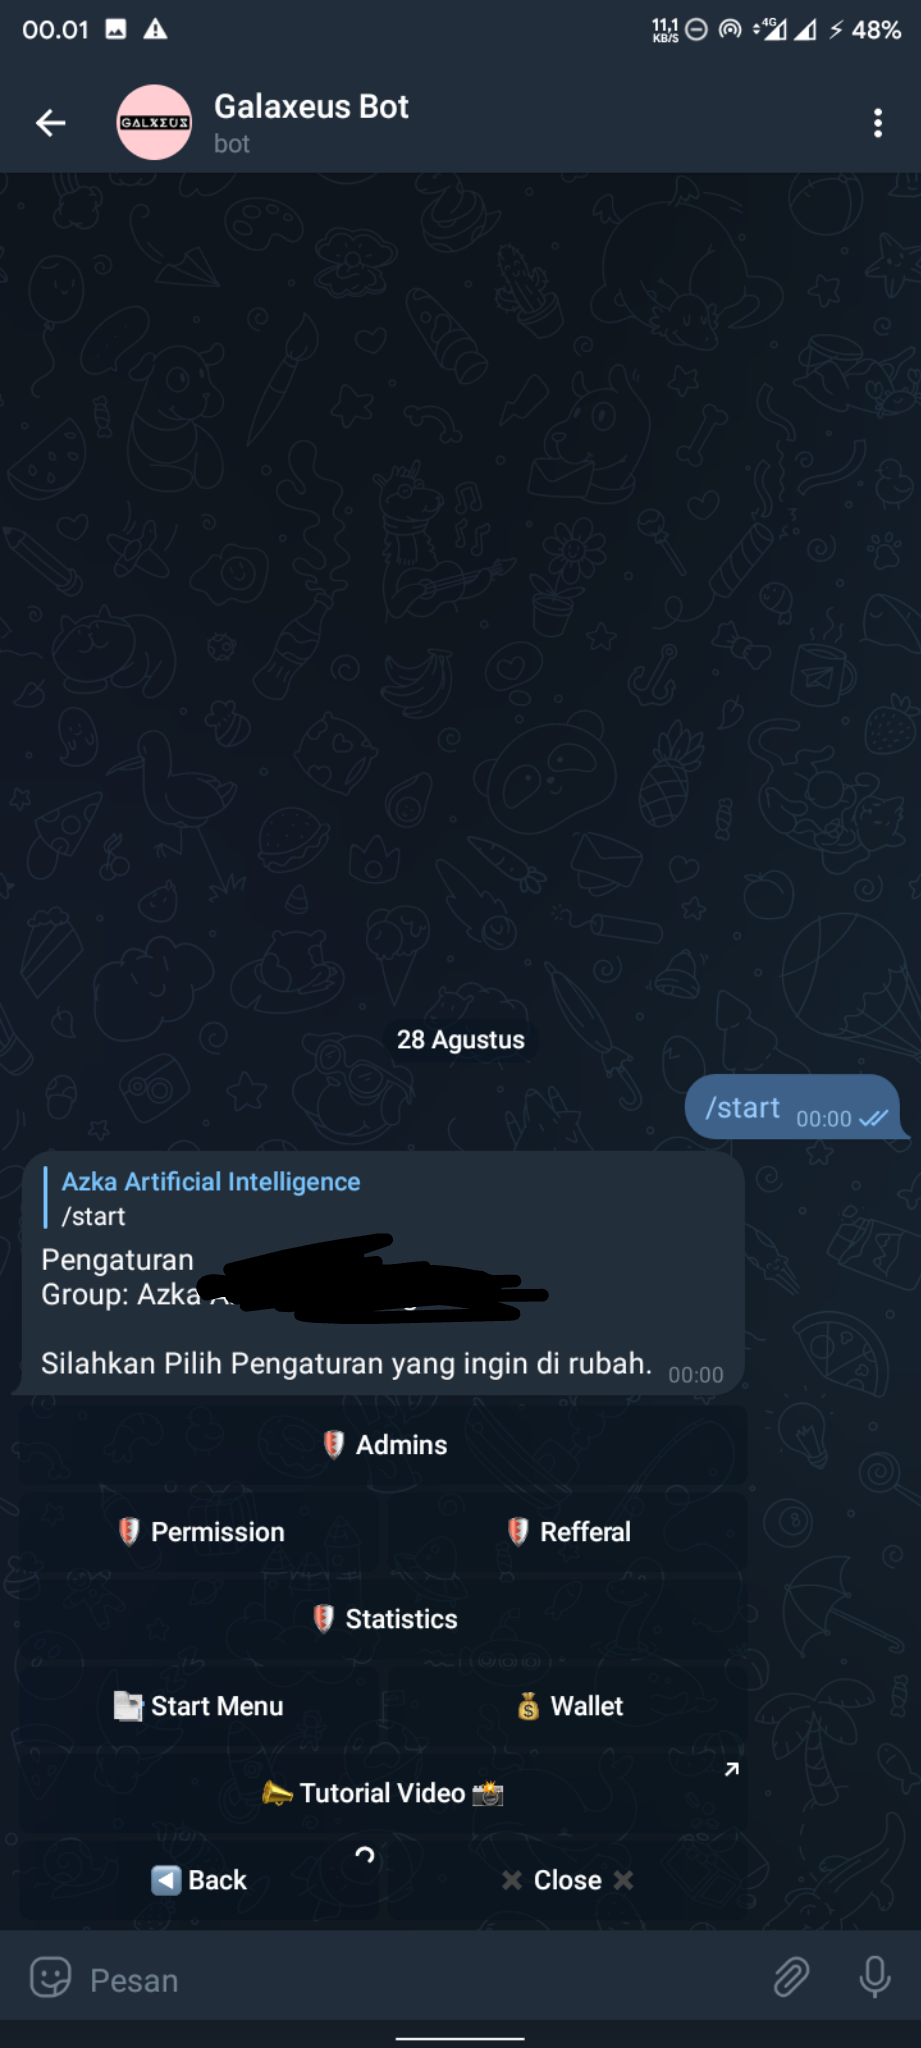 00.01
11,1 KB/S 4G 48%
GALXEUS
Galaxeus Bot
bot
28 Agustus
/start 00:00
Azka Artificial Intelligence
/start
Pengaturan
Group: Azka
Silahkan Pilih Pengaturan yang ingin di rubah. 00:00
Admins
Permission
Refferal
Statistics
Start Menu
Wallet
Tutorial Video
Back
Close
Pesan